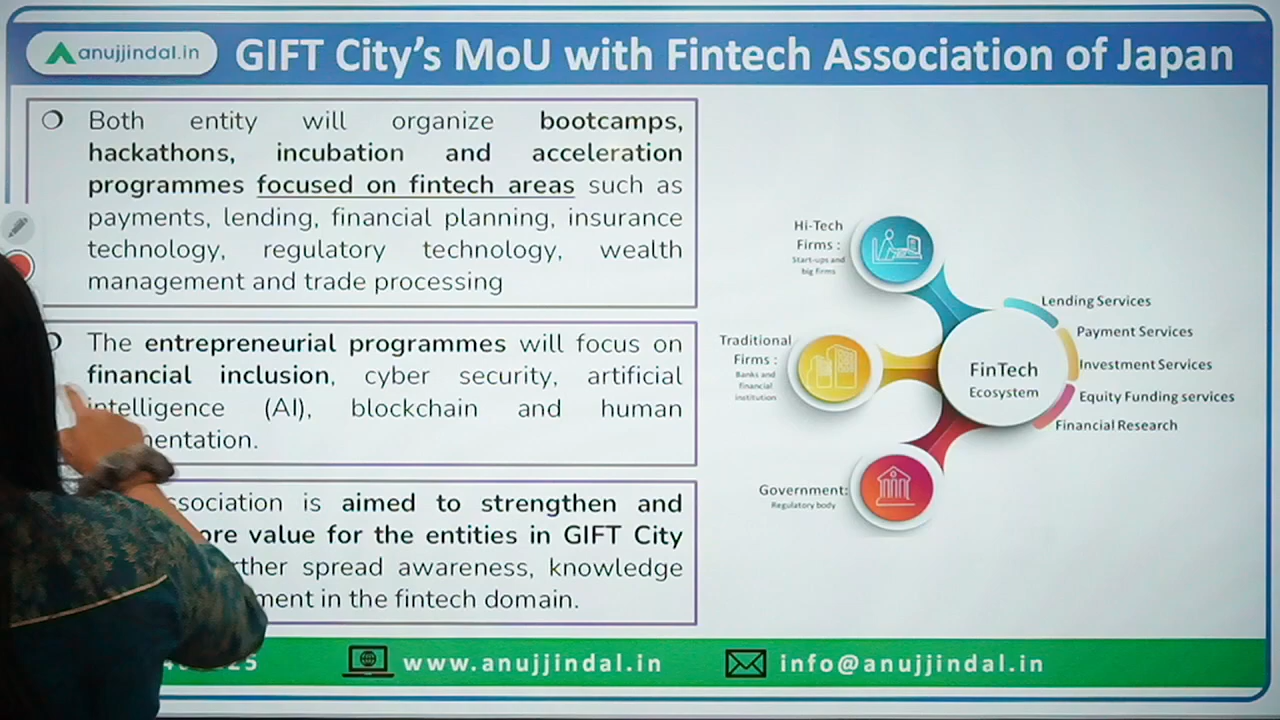 anujjindal.in
GIFT City's MoU with Fintech Association of Japan
Both entity will organize bootcamps,
hackathons, incubation and acceleration
programmes focused on fintech areas such as
payments, lending, financial planning, insurance
technology, regulatory technology, wealth
management and trade processing
The entrepreneurial programmes will focus on
financial inclusion, cyber security, artificial
intelligence (AI), blockchain and human
is aimed to strengthen and
value for the entities in GIFT City
spread awareness, knowledge
in the fintech domain.
Hi-Tech
Firms :
Start-ups and
big firms
Traditional
Firms :
Banks and
financial
institution
Government:
Regulatory body
FinTech
Ecosystem
Lending Services
Payment Services
Investment Services
Equity Funding services
Financial Research
www.anujjindal.in
info@anujjindal.in